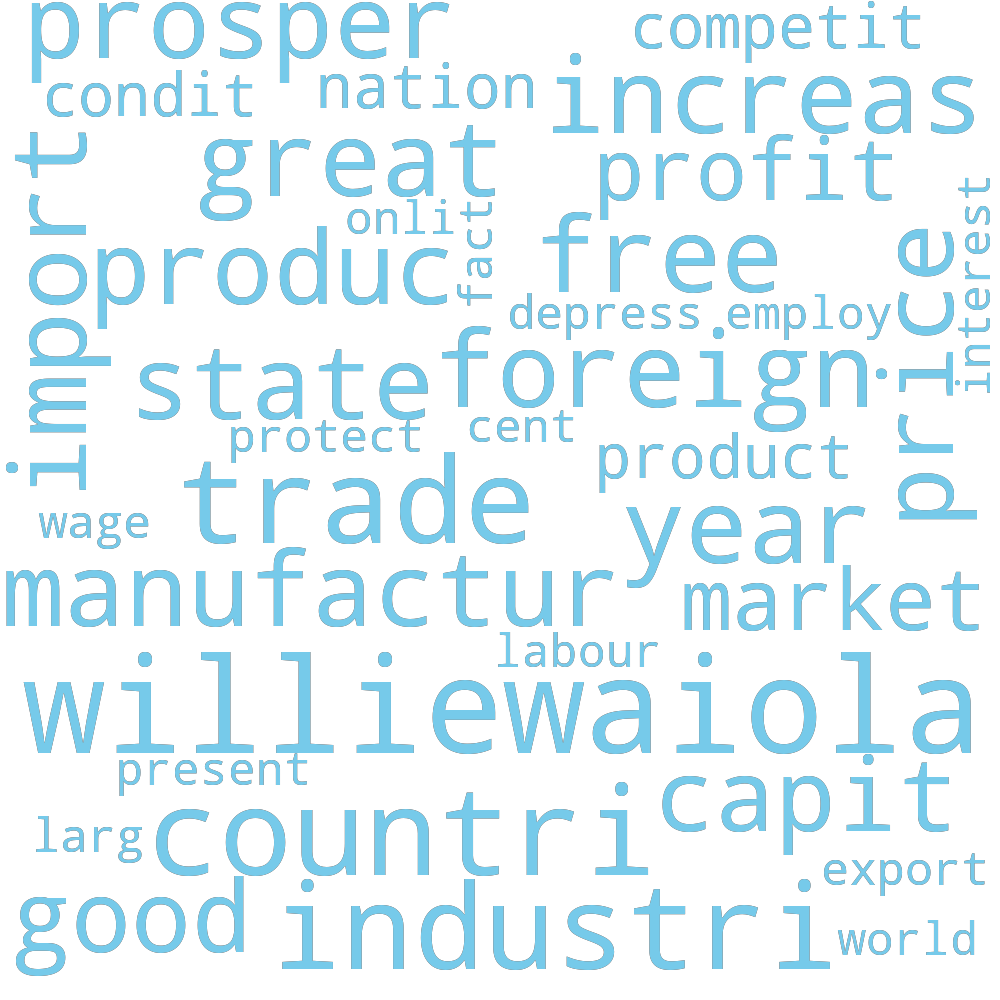 prosper
competit
condit
nation
increas
great
profit
import
onli
fact
interest
produc
free
price
depress
employ
state
foreign
protect
cent
product
trade
wage
year
manufactur
market
labour
williewaiola
present
capit
countri
larg
export
good
industri
world